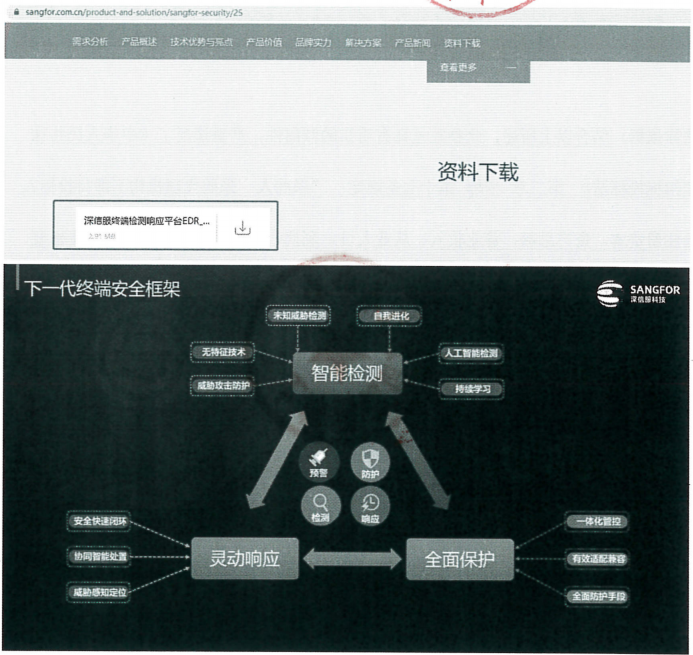 sangfor.com.cn/product-and-solution/sangfor-security/25
需求分析 产品概述 技术优势与亮点 产品价值 品牌实力 解决方案 产品新闻 资料下载
查看更多
资料下载
深信服终端检测响应平台EDR_...
下一代终端安全框架
SANGFOR
深信服科技
未知威胁检测
自我进化
无特征技术
人工智能检测
智能检测
威胁攻击防护
持续学习
预警
防护
检测
响应
安全快速闭环
一体化管控
协同智能处置
灵动响应
全面保护
有效适配兼容
威胁感知定位
全面防护手段